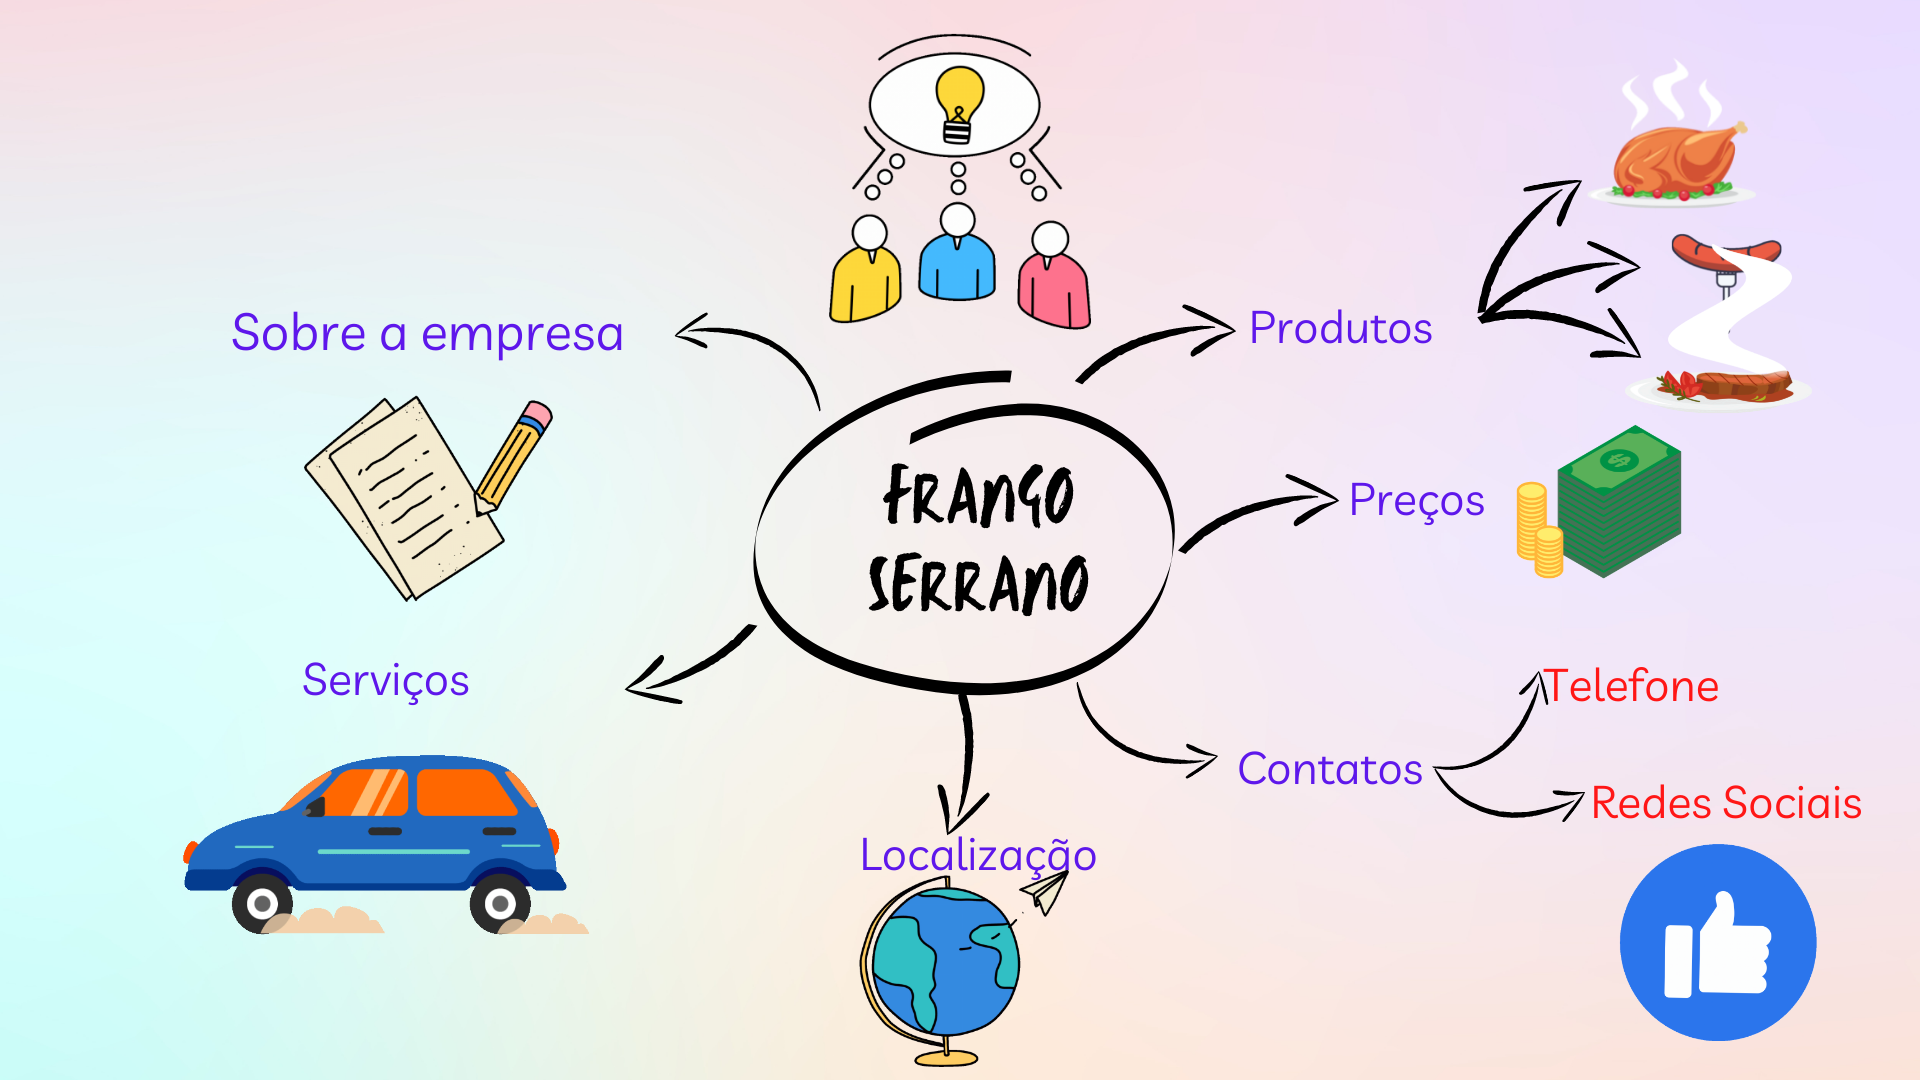 Sobre a empresa
Produtos
FRANGO
SERRANO
Preços
Serviços
Telefone
Contatos
Redes Sociais
Localização